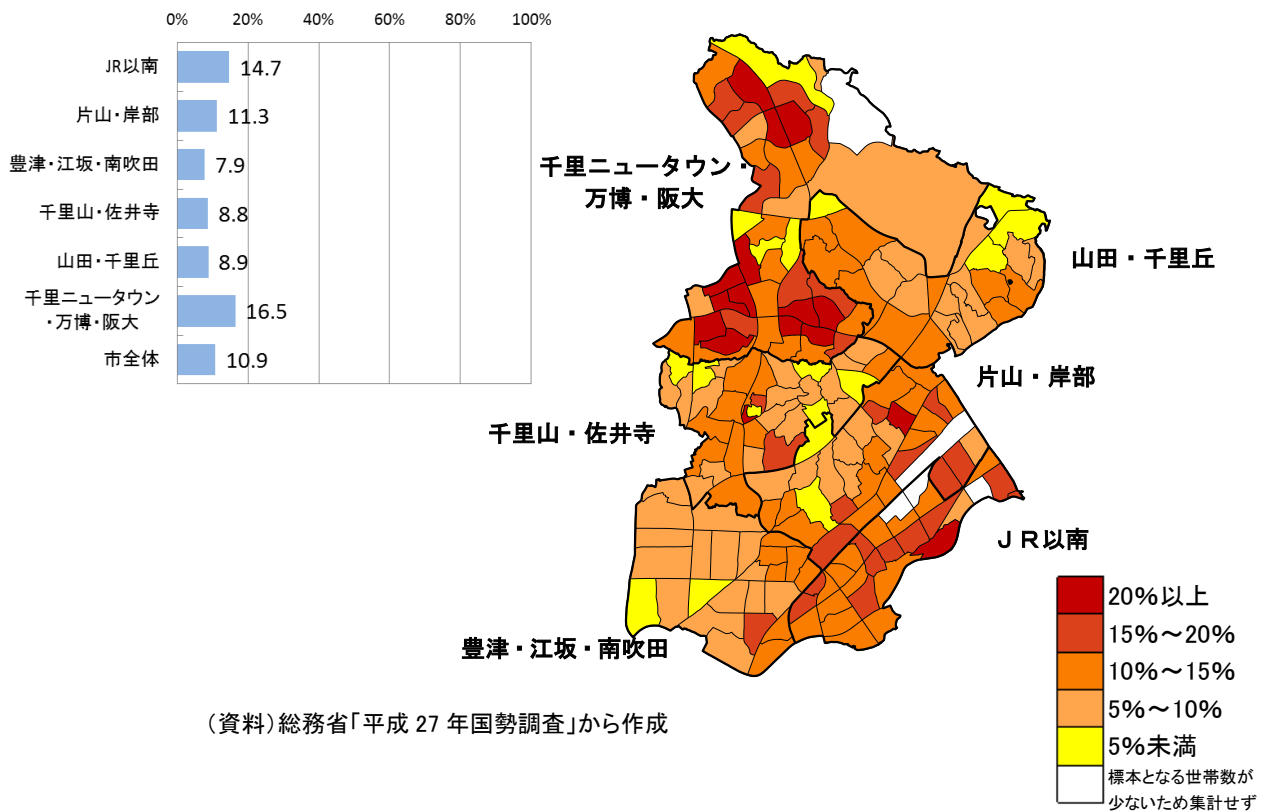 0% 20% 40% 60% 80% 100%
JR以南 14.7
片山・岸部 11.3
豊津・江坂・南吹田 7.9
千里山・佐井寺 8.8
山田・千里丘 8.9
千里ニュータウン
・万博・阪大 16.5
市全体 10.9
千里ニュータウン・
万博・阪大
山田・千里丘
片山・岸部
千里山・佐井寺
ＪＲ以南
豊津・江坂・南吹田
20%以上
15%～20%
10%～15%
5%～10%
5%未満
標本となる世帯数が
少ないため集計せず
（資料）総務省「平成 27 年国勢調査」から作成